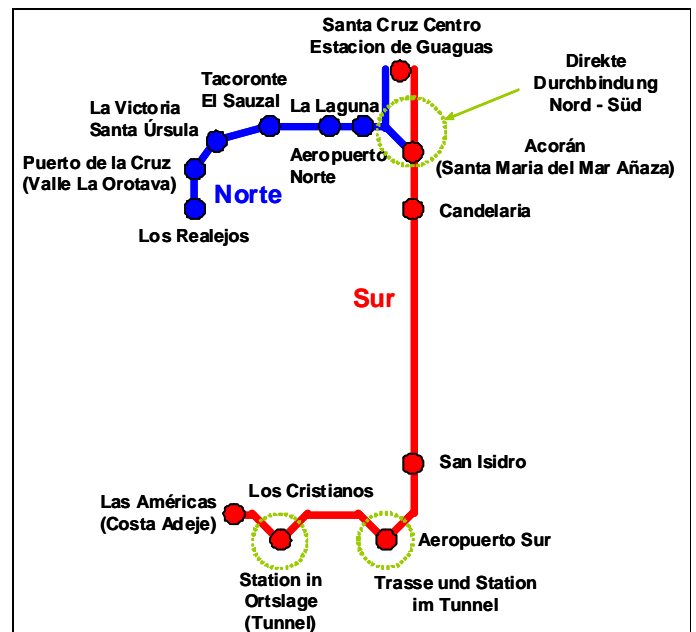 Santa Cruz Centro
Estacion de Guaguas
Direkte
Durchbindung
Nord - Süd
Tacoronte
El Sauzal
La Laguna
La Victoria
Santa Úrsula
Aeropuerto
Norte
Acorán
(Santa Maria del Mar Añaza)
Puerto de la Cruz
(Valle La Orotava)
Norte
Candelaria
Los Realejos
Sur
San Isidro
Los Cristianos
Las Américas
(Costa Adeje)
Aeropuerto Sur
Station in
Ortslage
(Tunnel)
Trasse und Station
im Tunnel